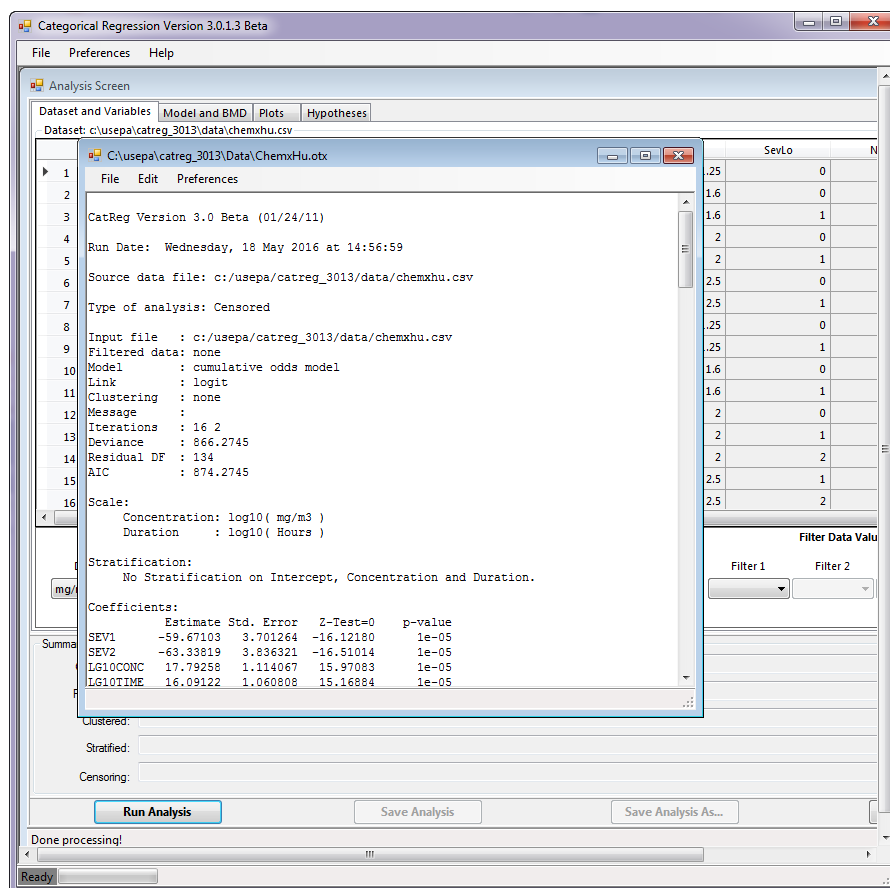 Categorical Regression Version 3.0.1.3 Beta
File Preferences Help
Analysis Screen
Dataset and Variables Model and BMD Plots Hypotheses
Dataset: c:\usepa\catreg_3013\data\chemxhu.csv
SevLo N
1 .25 0
2 1.6 0
3 1.6 1
4 2 0
5 2 1
6 2.5 0
7 2.5 1
8 .25 0
9 .25 1
10 1.6 0
11 1.6 1
12 2 0
13 2 1
14 2 2
15 2.5 1
16 2.5 2
C:\usepa\catreg_3013\Data\ChemxHu.otx
File Edit Preferences
CatReg Version 3.0 Beta (01/24/11)
Run Date: Wednesday, 18 May 2016 at 14:56:59
Source data file: c:/usepa/catreg_3013/data/chemxhu.csv
Type of analysis: Censored
Input file : c:/usepa/catreg_3013/data/chemxhu.csv
Filtered data: none
Model : cumulative odds model
Link : logit
Clustering : none
Message :
Iterations : 16 2
Deviance : 866.2745
Residual DF : 134
AIC : 874.2745
Scale:
Concentration: log10( mg/m3 )
Duration : log10( Hours )
Stratification:
No Stratification on Intercept, Concentration and Duration.
Coefficients:
Estimate Std. Error Z-Test=0 p-value
SEV1 -59.67103 3.701264 -16.12180 1e-05
SEV2 -63.33819 3.836321 -16.51014 1e-05
LG10CONC 17.79258 1.114067 15.97083 1e-05
LG10TIME 16.09122 1.060808 15.16884 1e-05
Filter Data Valu
Filter 1 Filter 2
mg/
Summa
Clustered:
Stratified:
Censoring:
Run Analysis Save Analysis Save Analysis As...
Done processing!
Ready